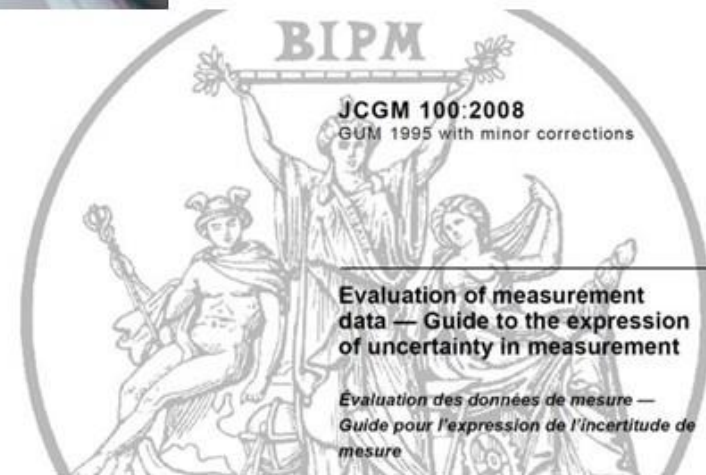 BIPM
JCGM 100:2008
GUM 1995 with minor corrections
Evaluation of measurement
data — Guide to the expression
of uncertainty in measurement
Évaluation des données de mesure —
Guide pour l'expression de l'incertitude de
mesure